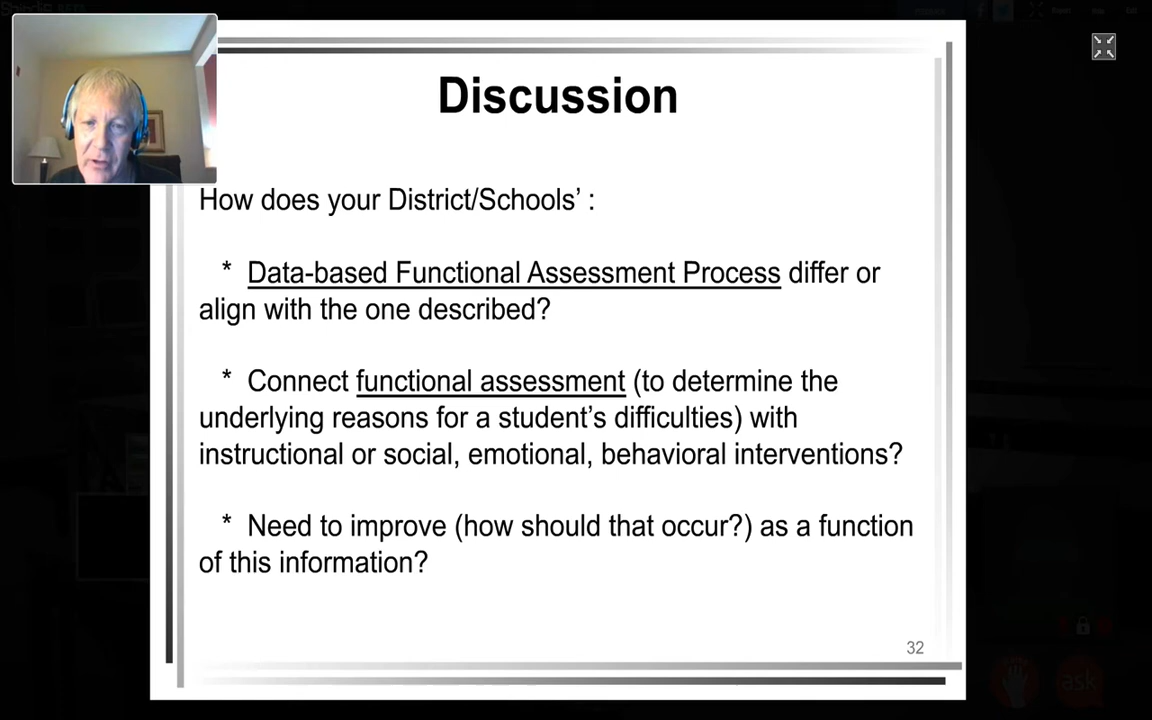 Discussion
How does your District/Schools’ :
* Data-based Functional Assessment Process differ or
align with the one described?
* Connect functional assessment (to determine the
underlying reasons for a student’s difficulties) with
instructional or social, emotional, behavioral interventions?
* Need to improve (how should that occur?) as a function
of this information?
32
ask